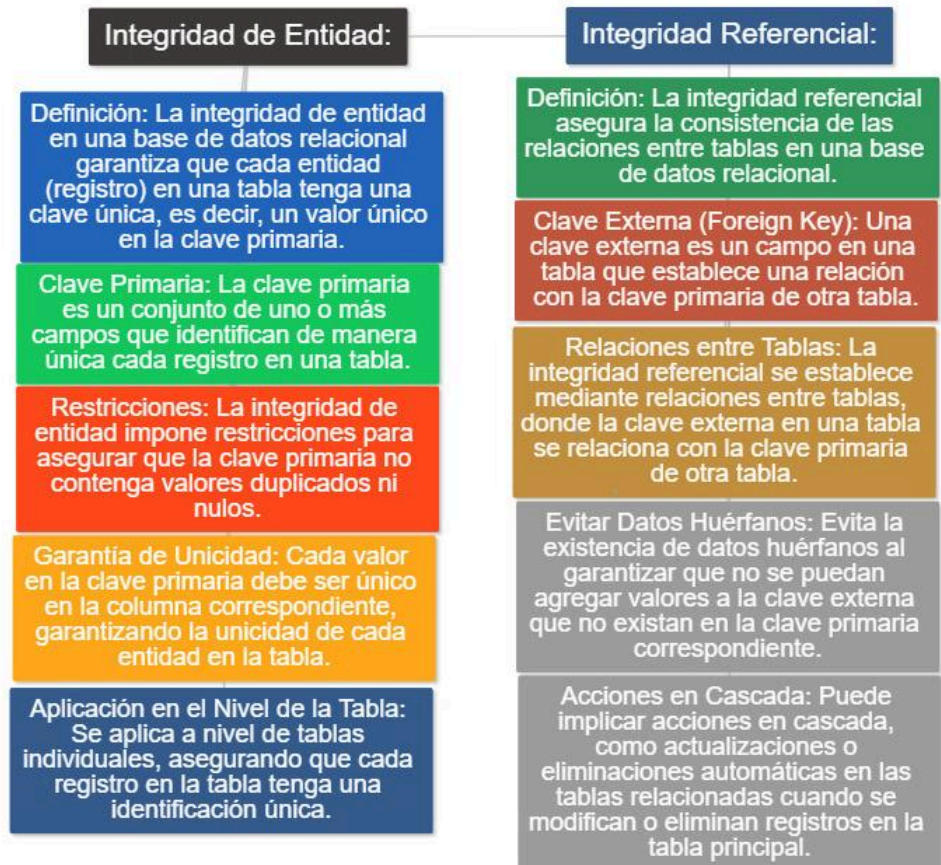 Integridad de Entidad:
Definición: La integridad de entidad
en una base de datos relacional
garantiza que cada entidad
(registro) en una tabla tenga una
clave única, es decir, un valor único
en la clave primaria.
Clave Primaria: La clave primaria
es un conjunto de uno o más
campos que identifican de manera
única cada registro en una tabla.
Restricciones: La integridad de
entidad impone restricciones para
asegurar que la clave primaria no
contenga valores duplicados ni
nulos.
Garantía de Unicidad: Cada valor
en la clave primaria debe ser único
en la columna correspondiente,
garantizando la unicidad de cada
entidad en la tabla.
Aplicación en el Nivel de la Tabla:
Se aplica a nivel de tablas
individuales, asegurando que cada
registro en la tabla tenga una
identificación única.
Integridad Referencial:
Definición: La integridad referencial
asegura la consistencia de las
relaciones entre tablas en una base
de datos relacional.
Clave Externa (Foreign Key): Una
clave externa es un campo en una
tabla que establece una relación
con la clave primaria de otra tabla.
Relaciones entre Tablas: La
integridad referencial se establece
mediante relaciones entre tablas,
donde la clave externa en una tabla
se relaciona con la clave primaria
de otra tabla.
Evitar Datos Huérfanos: Evita la
existencia de datos huérfanos al
garantizar que no se puedan
agregar valores a la clave externa
que no existan en la clave primaria
correspondiente.
Acciones en Cascada: Puede
implicar acciones en cascada,
como actualizaciones o
eliminaciones automáticas en las
tablas relacionadas cuando se
modifican o eliminan registros en la
tabla principal.